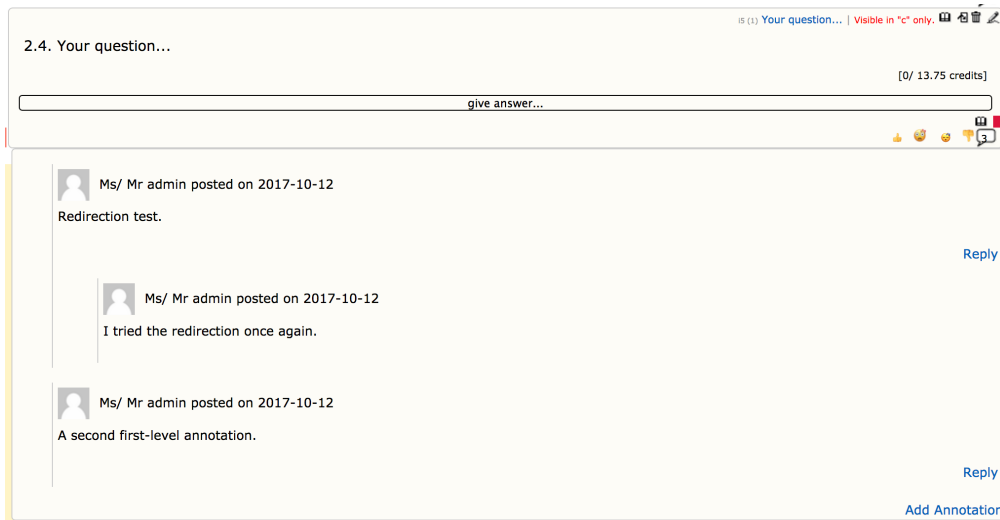 i5 (1) Your question... | Visible in "c" only.
2.4. Your question...
[0/ 13.75 credits]
give answer...
3
Ms/ Mr admin posted on 2017-10-12
Redirection test.
Reply
Ms/ Mr admin posted on 2017-10-12
I tried the redirection once again.
Ms/ Mr admin posted on 2017-10-12
A second first-level annotation.
Reply
Add Annotation